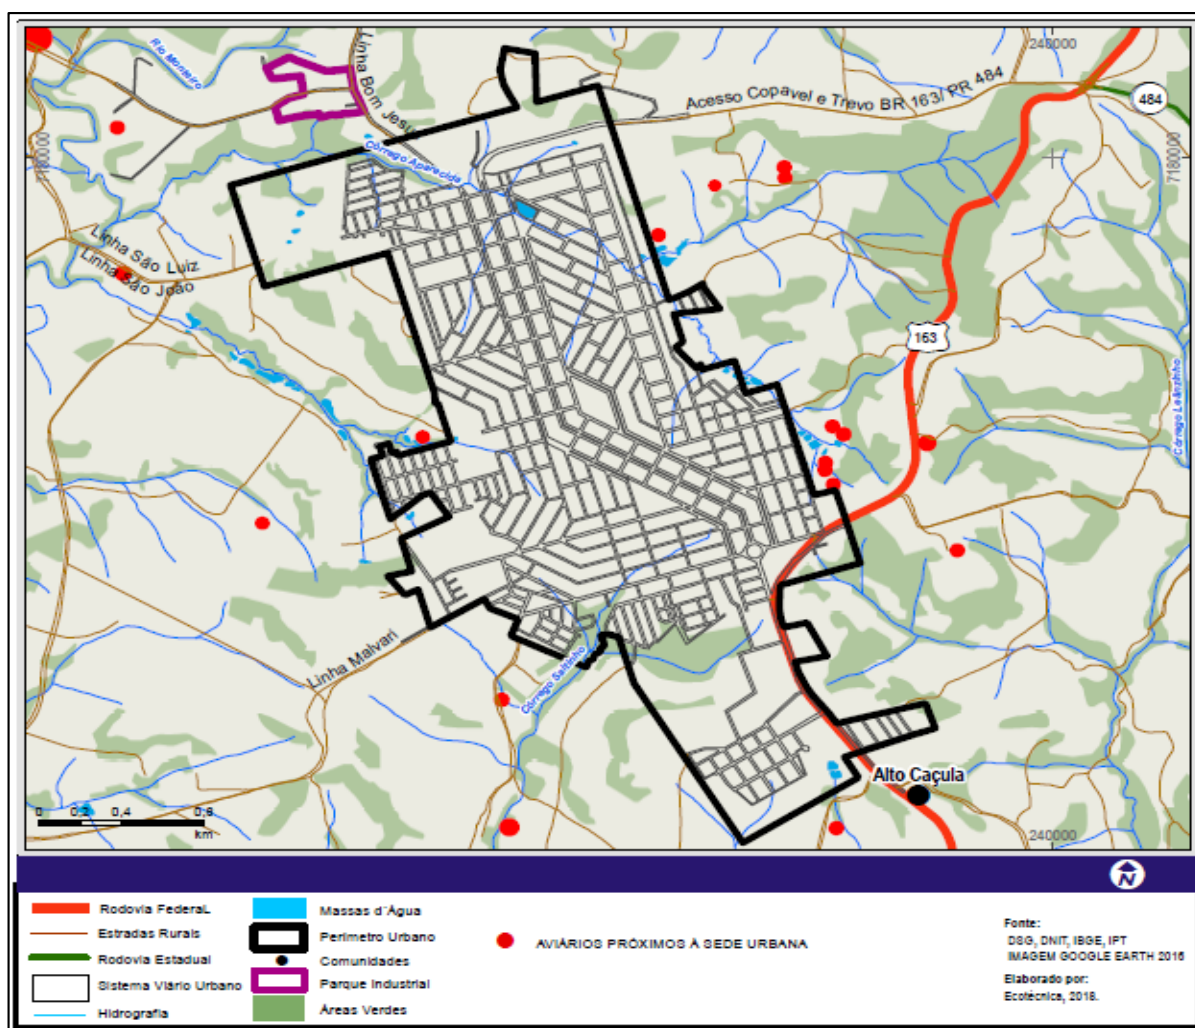 240000
Rio Monteiro
Linha Bom Jesus
Acesso Copavel e Trevo BR 163/ PR 484
484
7180000
7180000
Córrego Aparecida
Linha São Luiz
Linha São João
163
Córrego Leãozinho
Linha Malvari
Córrego Saltinho
Alto Caçula
0 0,2 0,4 0,8
km
240000
N
Rodovia FederaL
Estradas Rurais
Rodovia Estadual
Sistema Viário Urbano
Hidrografia
Massas d´Água
Perímetro Urbano
Comunidades
Parque Industrial
Áreas Verdes
AVIÁRIOS PRÓXIMOS À SEDE URBANA
Fonte:
DSG, DNIT, IBGE, IPT
IMAGEM GOOGLE EARTH 2016
Elaborado por:
Ecotécnica, 2018.